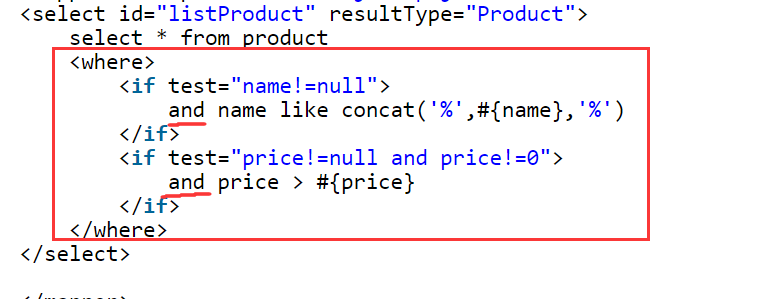 <select id="listProduct" resultType="Product">
select * from product
<where>
<if test="name!=null">
and name like concat('%',#{name},'%')
</if>
<if test="price!=null and price!=0">
and price > #{price}
</if>
</where>
</select>